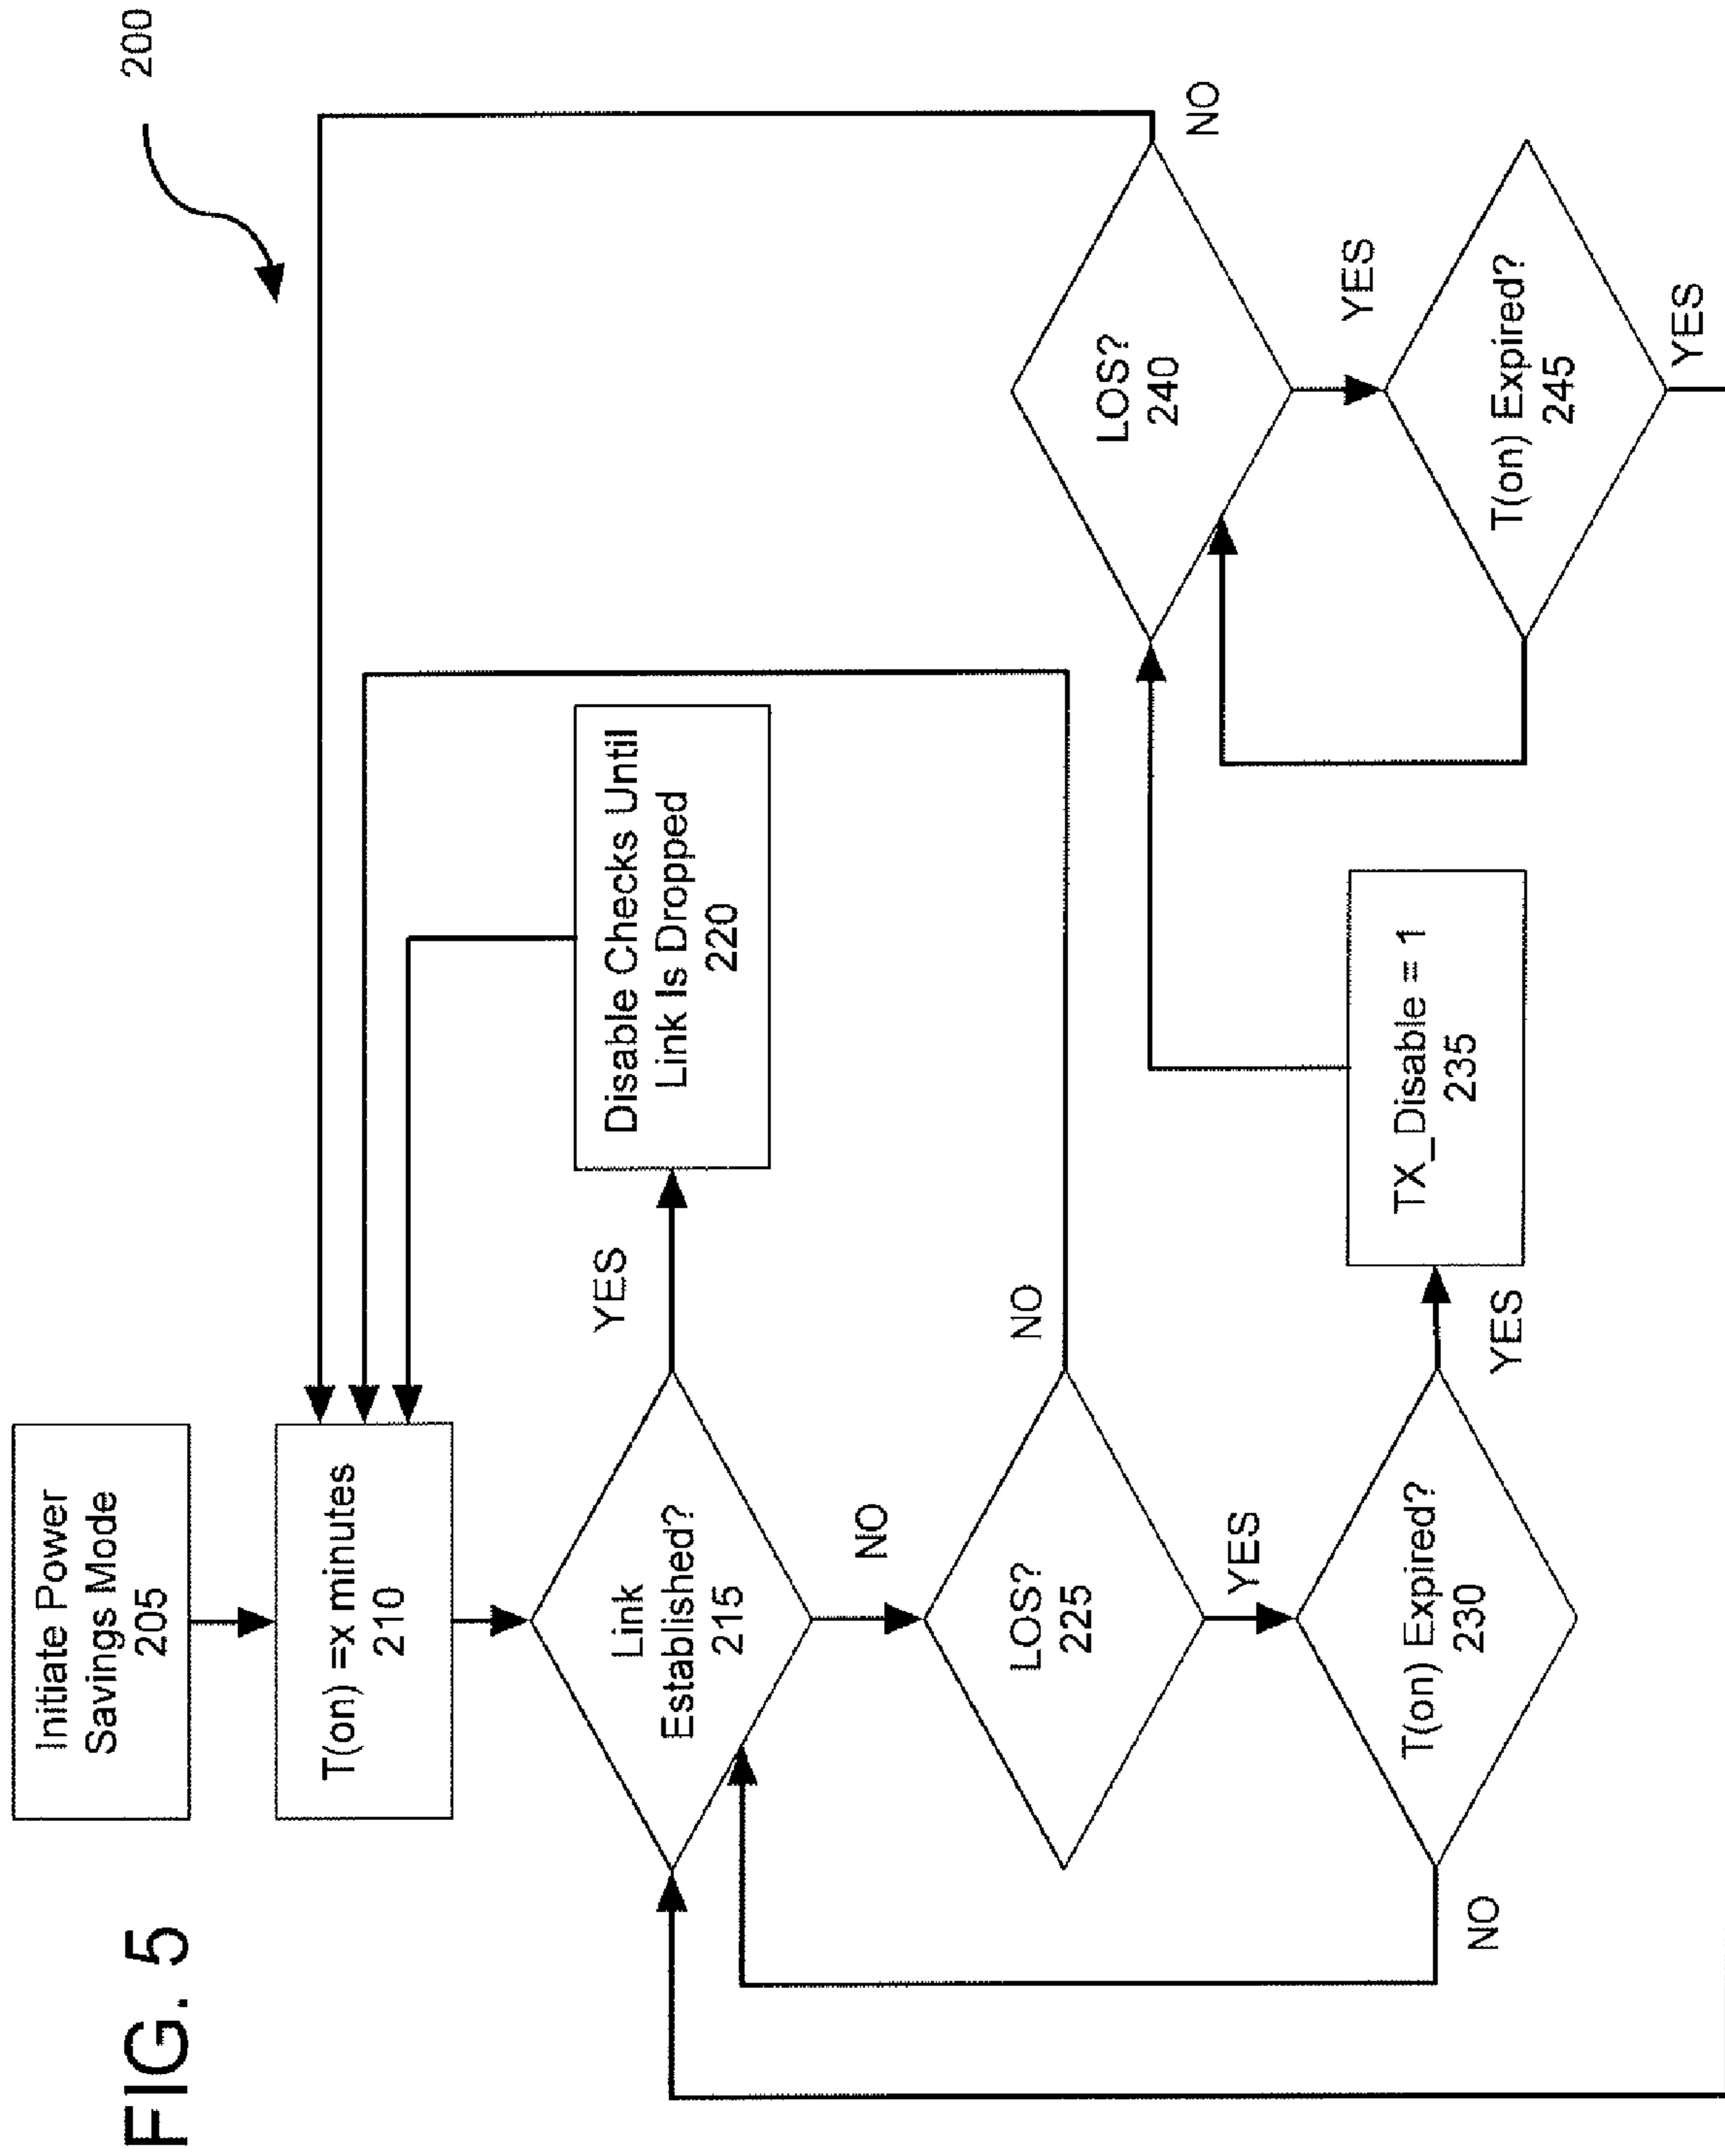 FIG. 5
200
Initiate Power
Savings Mode
205
T(on) =x minutes
210
Link
Established?
215
YES
Disable Checks Until
Link Is Dropped
220
NO
LOS?
225
NO
YES
T(on) Expired?
230
NO
YES
TX_Disable = 1
235
LOS?
240
NO
YES
T(on) Expired?
245
YES